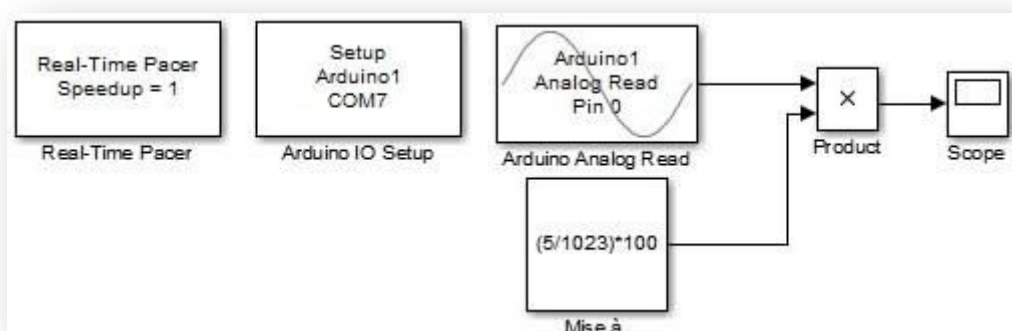 Real-Time Pacer
Speedup = 1
Real-Time Pacer
Setup
Arduino1
COM7
Arduino IO Setup
Arduino1
Analog Read
Pin 0
Arduino Analog Read
(5/1023)*100
Mise à
×
Product
Scope